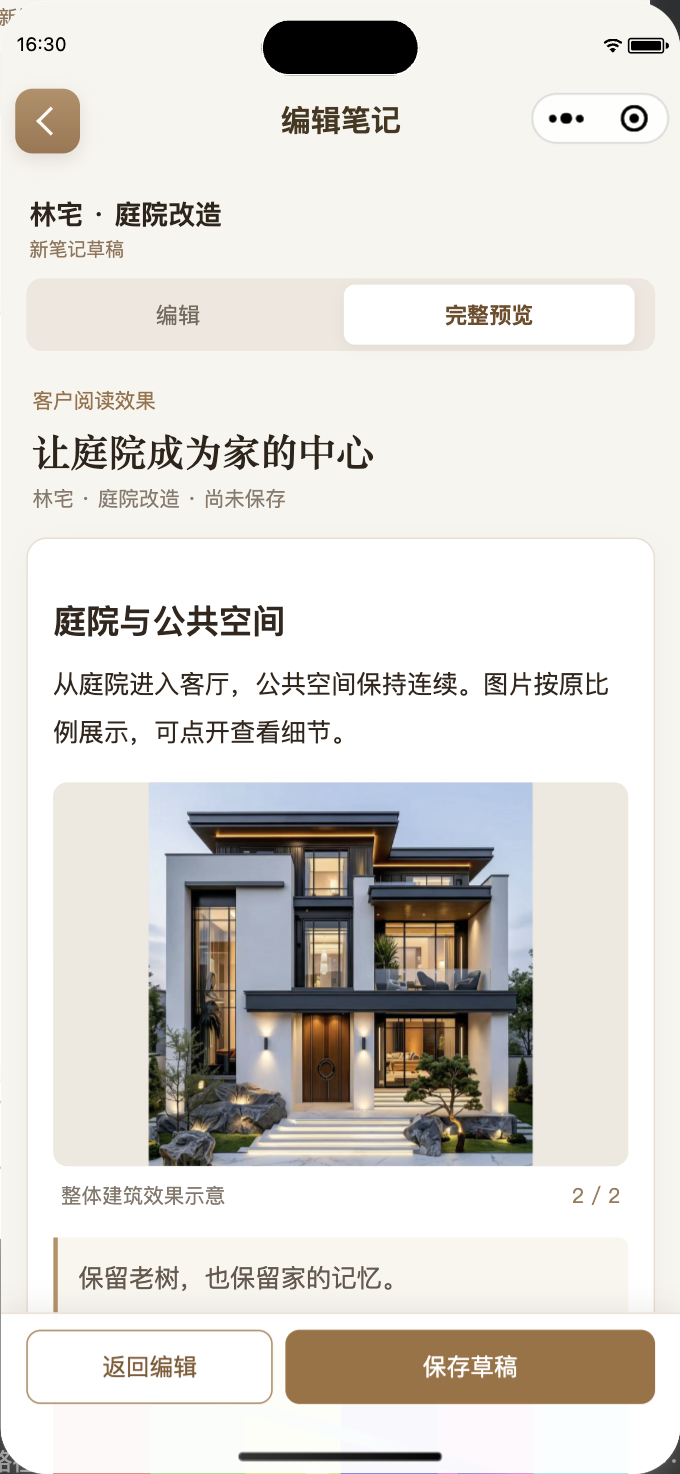 16:30
编辑笔记
林宅 · 庭院改造
新笔记草稿
编辑
完整预览
客户阅读效果
让庭院成为家的中心
林宅 · 庭院改造 · 尚未保存
庭院与公共空间
从庭院进入客厅，公共空间保持连续。图片按原比
例展示，可点开查看细节。
整体建筑效果示意
2 / 2
保留老树，也保留家的记忆。
返回编辑
保存草稿